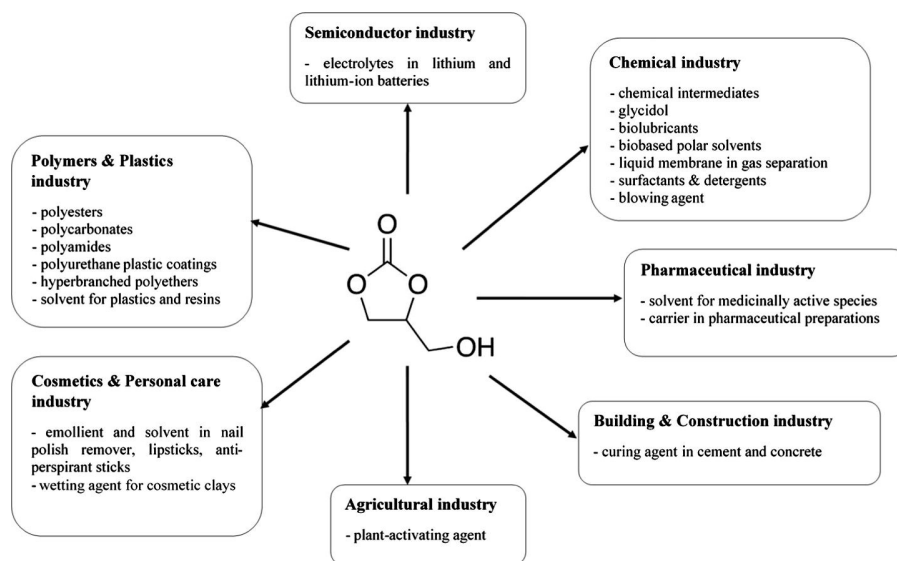 Semiconductor industry
- electrolytes in lithium and
lithium-ion batteries
Chemical industry
- chemical intermediates
- glycidol
- biolubricants
- biobased polar solvents
- liquid membrane in gas separation
- surfactants & detergents
- blowing agent
Polymers & Plastics
industry
- polyesters
- polycarbonates
- polyamides
- polyurethane plastic coatings
- hyperbranched polyethers
- solvent for plastics and resins
O
O
O
OH
Pharmaceutical industry
- solvent for medicinally active species
- carrier in pharmaceutical preparations
Cosmetics & Personal care
industry
- emollient and solvent in nail
polish remover, lipsticks, anti-
perspirant sticks
- wetting agent for cosmetic clays
Building & Construction industry
- curing agent in cement and concrete
Agricultural industry
- plant-activating agent